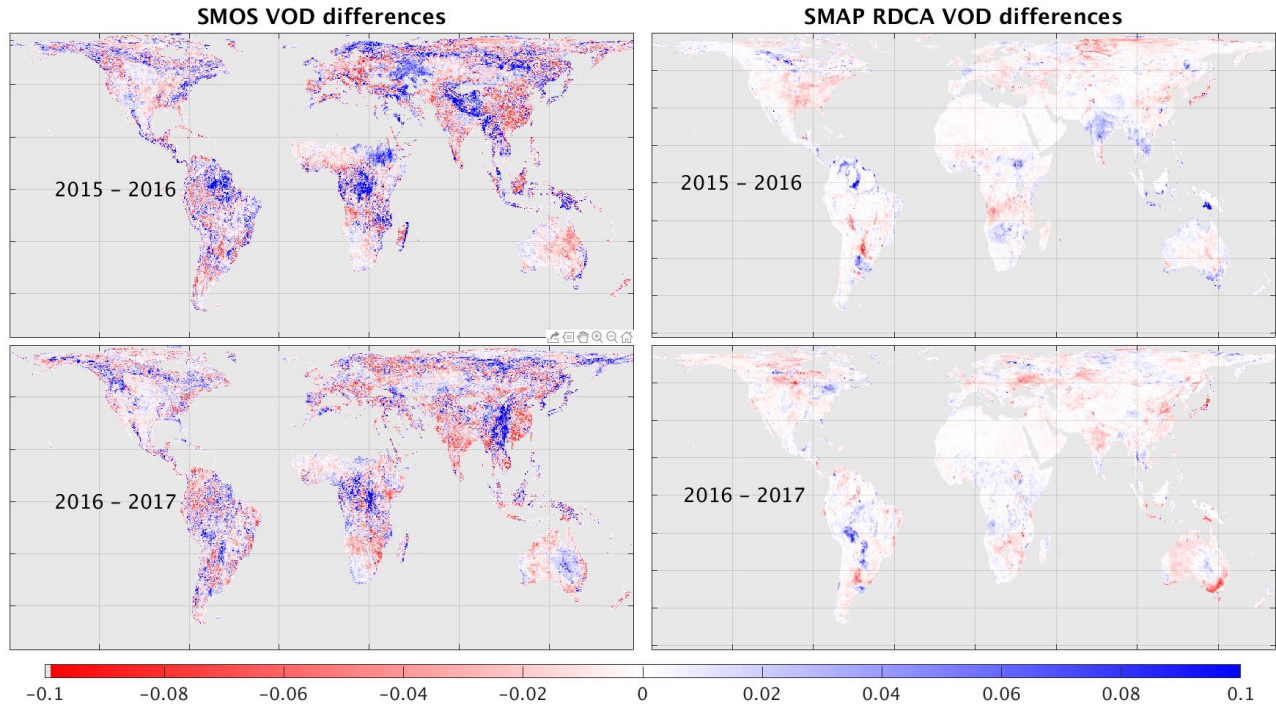 SMOS VOD differences
SMAP RDCA VOD differences
2015 – 2016
2015 – 2016
2016 – 2017
2016 – 2017
−0.1 −0.08 −0.06 −0.04 −0.02 0 0.02 0.04 0.06 0.08 0.1